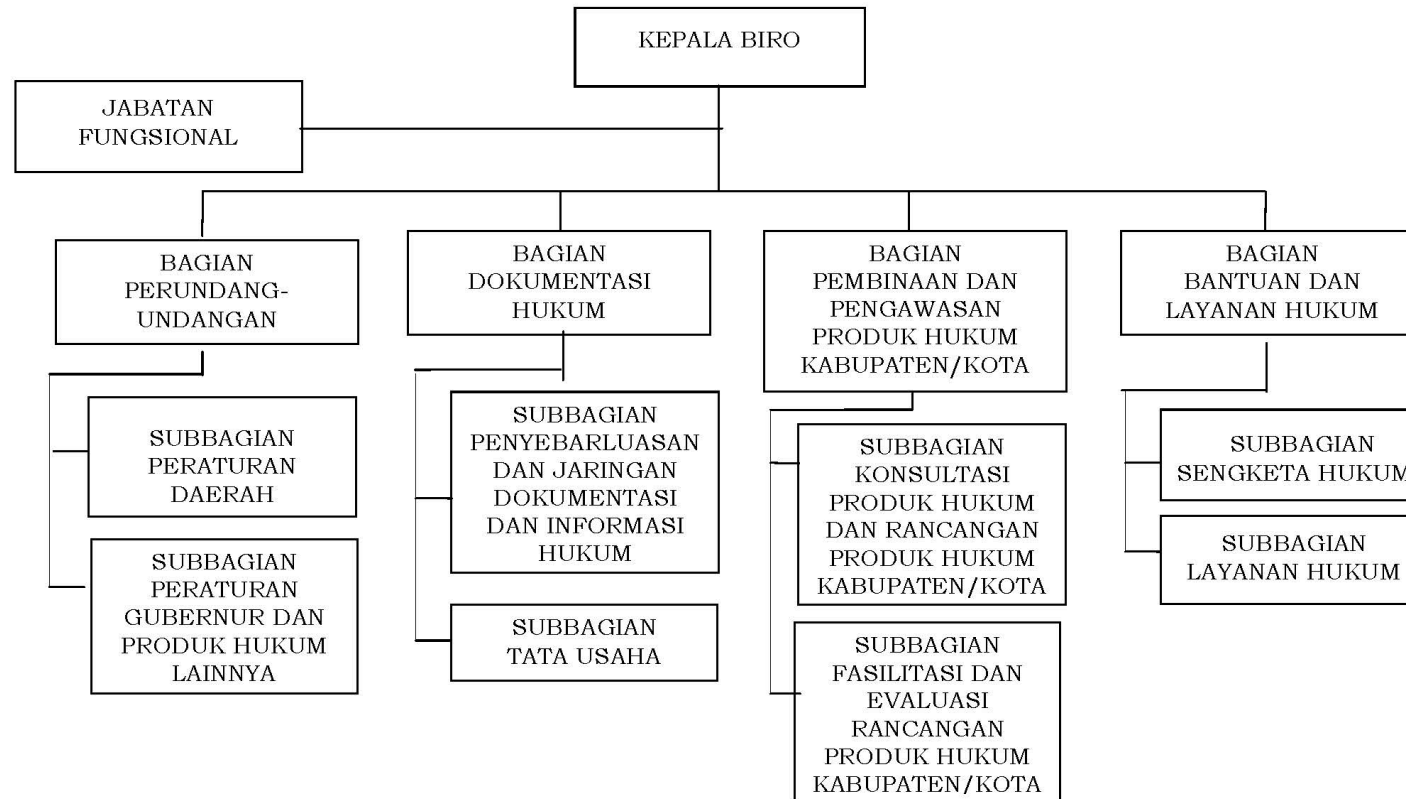 KEPALA BIRO
JABATAN
FUNGSIONAL
BAGIAN
PERUNDANG-
UNDANGAN
BAGIAN
DOKUMENTASI
HUKUM
BAGIAN
PEMBINAAN DAN
PENGAWASAN
PRODUK HUKUM
KABUPATEN/KOTA
BAGIAN
BANTUAN DAN
LAYANAN HUKUM
SUBBAGIAN
PERATURAN
DAERAH
SUBBAGIAN
PERATURAN
GUBERNUR DAN
PRODUK HUKUM
LAINNYA
SUBBAGIAN
PENYEBARLUASAN
DAN JARINGAN
DOKUMENTASI
DAN INFORMASI
HUKUM
SUBBAGIAN
TATA USAHA
SUBBAGIAN
KONSULTASI
PRODUK HUKUM
DAN RANCANGAN
PRODUK HUKUM
KABUPATEN/KOTA
SUBBAGIAN
FASILITASI DAN
EVALUASI
RANCANGAN
PRODUK HUKUM
KABUPATEN/KOTA
SUBBAGIAN
SENGKETA HUKUM
SUBBAGIAN
LAYANAN HUKUM